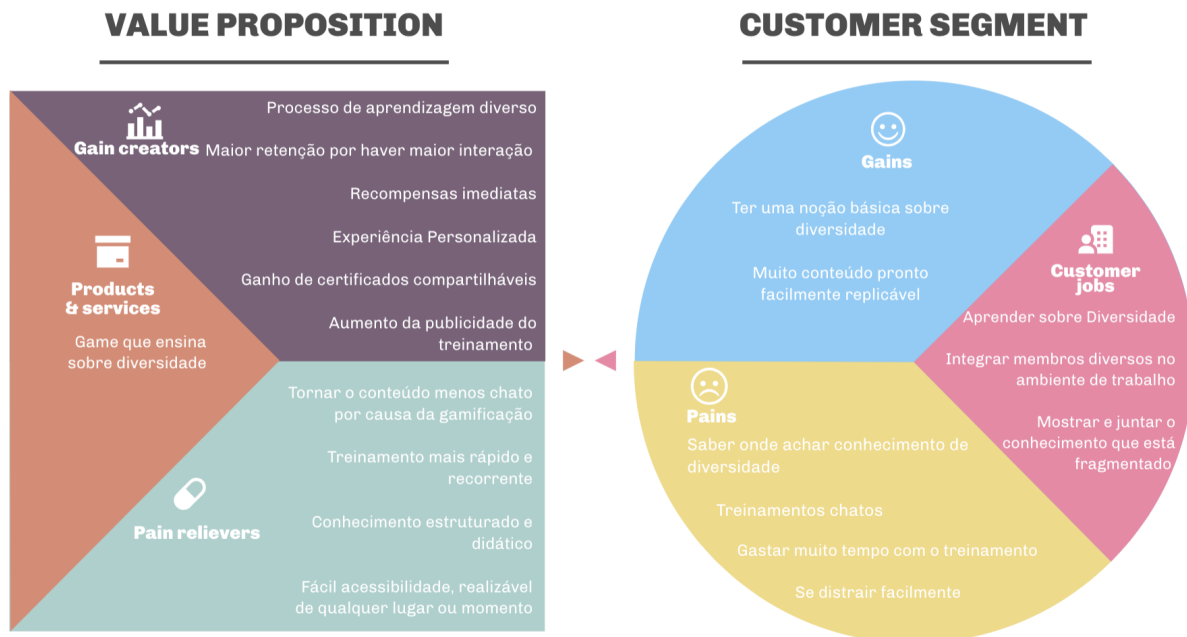 VALUE PROPOSITION
Gain creators
Processo de aprendizagem diverso
Maior retenção por haver maior interação
Recompensas imediatas
Experiência Personalizada
Ganho de certificados compartilháveis
Aumento da publicidade do
treinamento
Products
& services
Game que ensina
sobre diversidade
Pain relievers
Tornar o conteúdo menos chato
por causa da gamificação
Treinamento mais rápido e
recorrente
Conhecimento estruturado e
didático
Fácil acessibilidade, realizável
de qualquer lugar ou momento
CUSTOMER SEGMENT
Gains
Ter uma noção básica sobre
diversidade
Muito conteúdo pronto
facilmente replicável
Customer
jobs
Aprender sobre Diversidade
Integrar membros diversos no
ambiente de trabalho
Mostrar e juntar o
conhecimento que está
fragmentado
Pains
Saber onde achar conhecimento de
diversidade
Treinamentos chatos
Gastar muito tempo com o treinamento
Se distrair facilmente